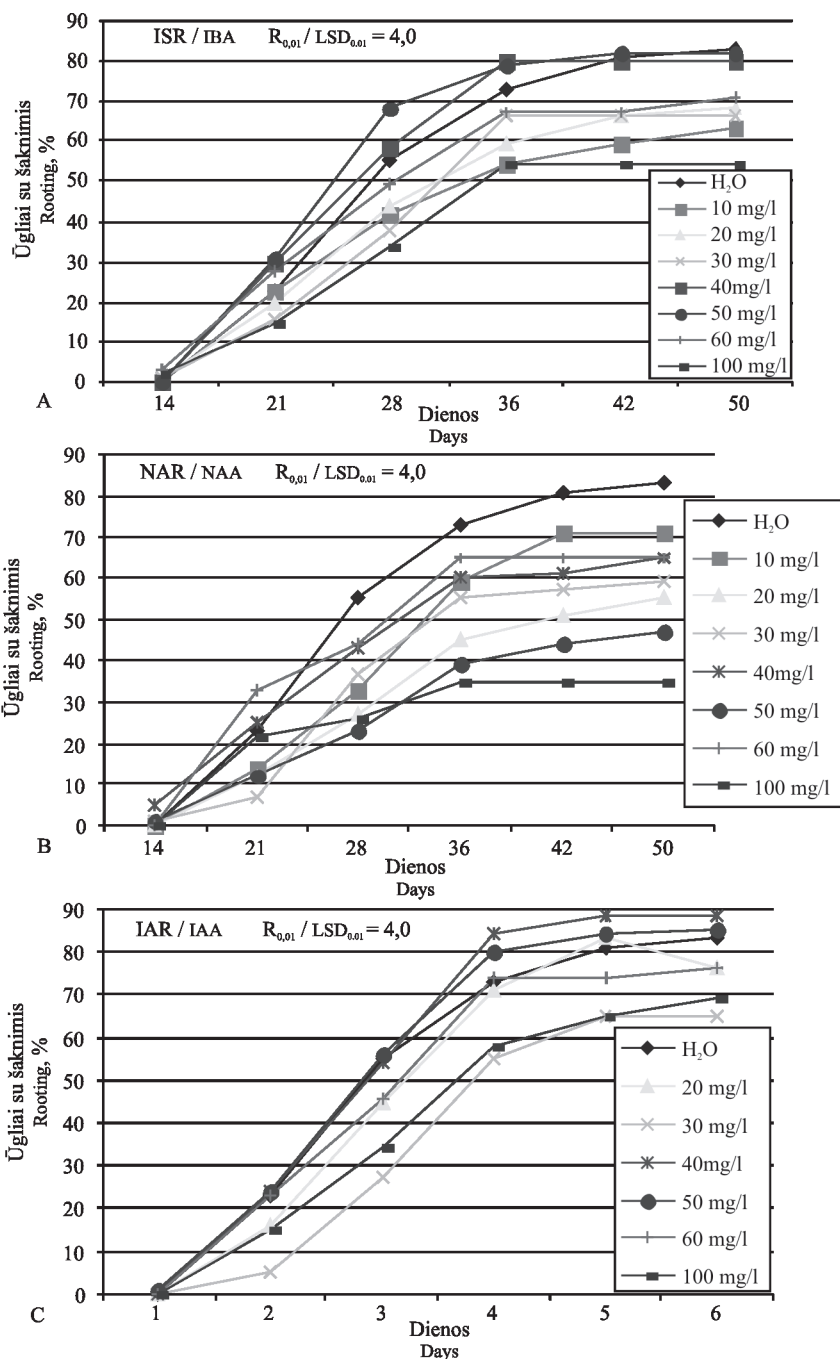 ISR / IBA R0,01 / LSD0.01 = 4,0
90
80
70
60
50
40
30
20
10
0
Ūgliai su šaknimis
Rooting, %
H2O
10 mg/l
20 mg/l
30 mg/l
40mg/l
50 mg/l
60 mg/l
100 mg/l
14 21 28 36 42 50
Dienos
Days
A
NAR / NAA R0,01 / LSD0.01 = 4,0
90
80
70
60
50
40
30
20
10
0
Ūgliai su šaknimis
Rooting, %
H2O
10 mg/l
20 mg/l
30 mg/l
40mg/l
50 mg/l
60 mg/l
100 mg/l
14 21 28 36 42 50
Dienos
Days
B
IAR / IAA R0,01 / LSD0.01 = 4,0
90
80
70
60
50
40
30
20
10
0
Ūgliai su šaknimis
Rooting, %
H2O
20 mg/l
30 mg/l
40mg/l
50 mg/l
60 mg/l
100 mg/l
1 2 3 4 5 6
Dienos
Days
C